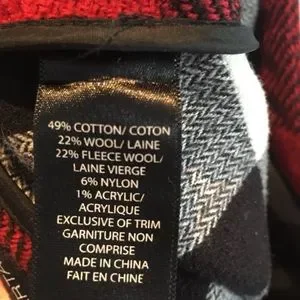 49% COTTON/ COTON
22% WOOL/ LAINE
22% FLEECE WOOL/
LAINE VIERGE
6% NYLON
1% ACRYLIC/
ACRYLIQUE
EXCLUSIVE OF TRIM
GARNITURE NON
COMPRISE
MADE IN CHINA
FAIT EN CHINE